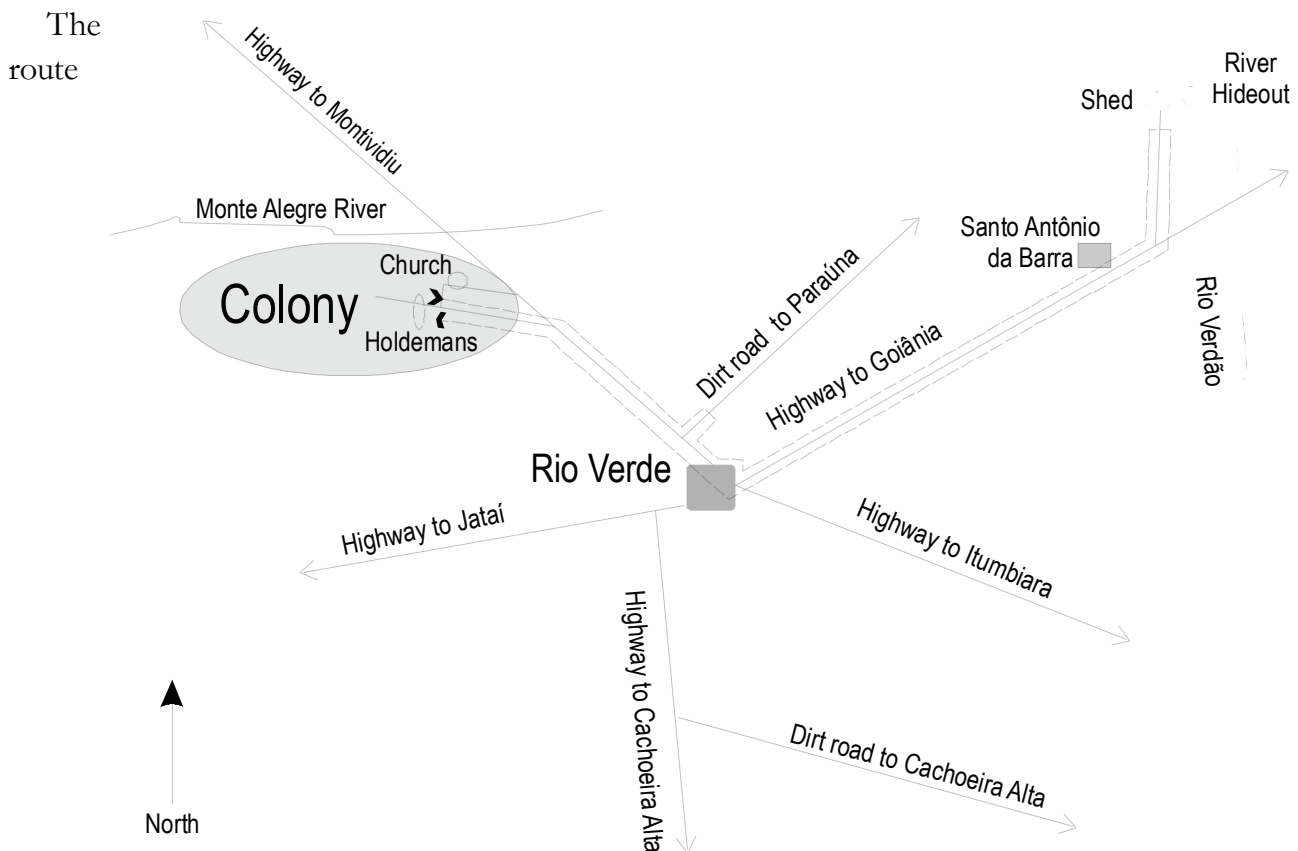 The
route
Highway to Montividiu
River
Hideout
Shed
Monte Alegre River
Santo Antônio
da Barra
Church
Colony
Holdemans
Dirt road to Paraúna
Highway to Goiânia
Rio Verdão
Rio Verde
Highway to Jataí
Highway to Itumbiara
Highway to Cachoeira Alta
Dirt road to Cachoeira Alta
North